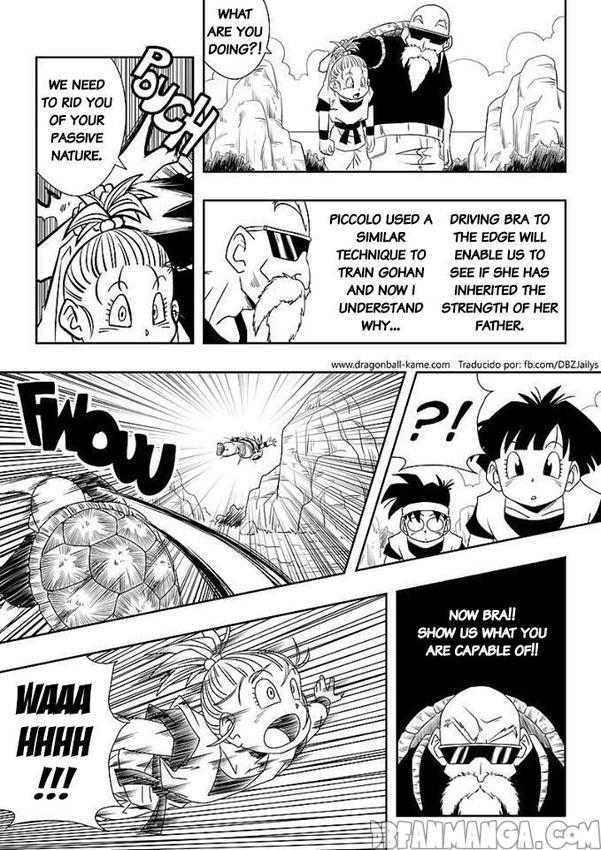 WHAT
ARE YOU
DOING?!
POUCH
WE NEED
TO RID YOU
OF YOUR
PASSIVE
NATURE.
DRIVING BRA TO
THE EDGE WILL
ENABLE US TO
SEE IF SHE HAS
INHERITED THE
STRENGTH OF HER
FATHER.
PICCOLO USED A
SIMILAR
TECHNIQUE TO
TRAIN GOHAN
AND NOW I
UNDERSTAND
WHY...
www.dragonball-kame.com Traducido por: fb.com/DBZJailys
?!
FWOUU
NOW BRA!!
SHOW US WHAT YOU
ARE CAPABLE OF!!
WAAA
HHHH
!!!
DBFANMANGA.COM